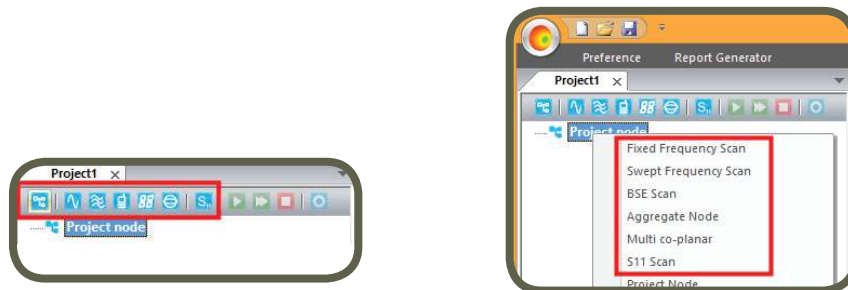 Project1
Project node
Preference Report Generator
Project1
Project node
Fixed Frequency Scan
Swept Frequency Scan
BSE Scan
Aggregate Node
Multi co-planar
S11 Scan
Project Node